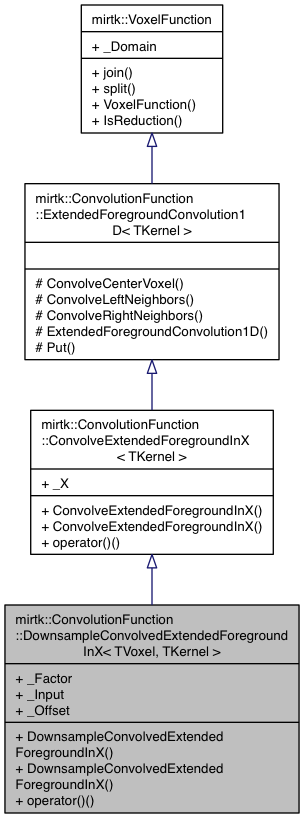 mirtk::VoxelFunction
+ _Domain
+ join()
+ split()
+ VoxelFunction()
+ IsReduction()
mirtk::ConvolutionFunction
::ExtendedForegroundConvolution1
D< TKernel >
# ConvolveCenterVoxel()
# ConvolveLeftNeighbors()
# ConvolveRightNeighbors()
# ExtendedForegroundConvolution1D()
# Put()
mirtk::ConvolutionFunction
::ConvolveExtendedForegroundInX
< TKernel >
+ _X
+ ConvolveExtendedForegroundInX()
+ ConvolveExtendedForegroundInX()
+ operator()()
mirtk::ConvolutionFunction
::DownsampleConvolvedExtendedForeground
InX< TVoxel, TKernel >
+ _Factor
+ _Input
+ _Offset
+ DownsampleConvolvedExtended
ForegroundInX()
+ DownsampleConvolvedExtended
ForegroundInX()
+ operator()()